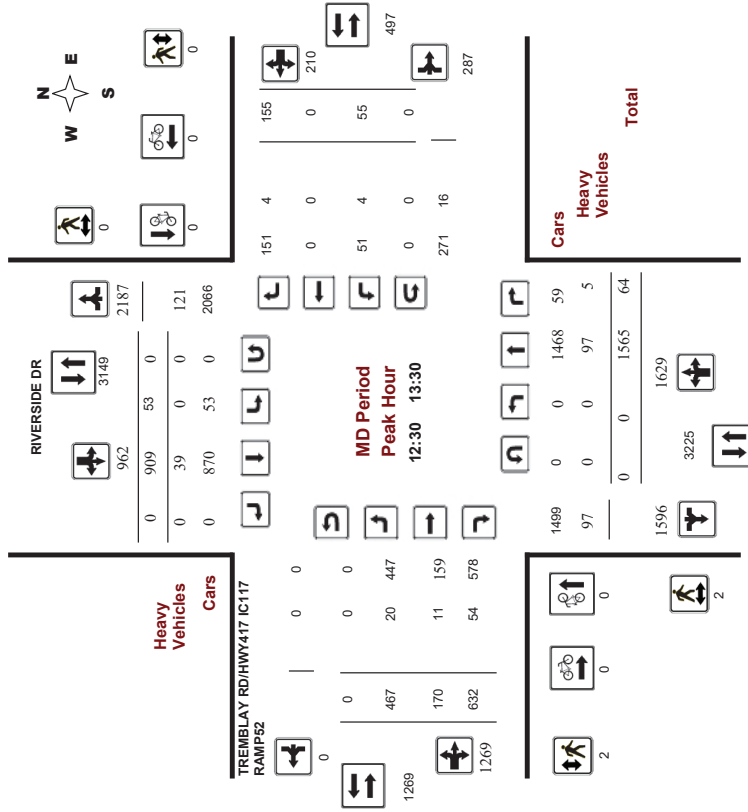 N
W E
S
RIVERSIDE DR
0
0
0
0
2187
3149
962
0 909 53 0
0 39 0 0 121
0 870 53 0 2066
Heavy
Vehicles
Cars
497
210
287
155 0 55 0
4 0 4 0 16
151 0 51 0 271
MD Period
Peak Hour
12:30 13:30
TREMBLAY RD/HWY417 IC117
RAMP52
0 0
0 0
0 447
0 20
0 159
11 578
54
0
467
170
632
0
1269
1269
Cars
Heavy
Vehicles
Total
1499 0 0 1468 59
97 0 0 97 5
0 0 1565 64
1596
3225
1629
0
0
2
2